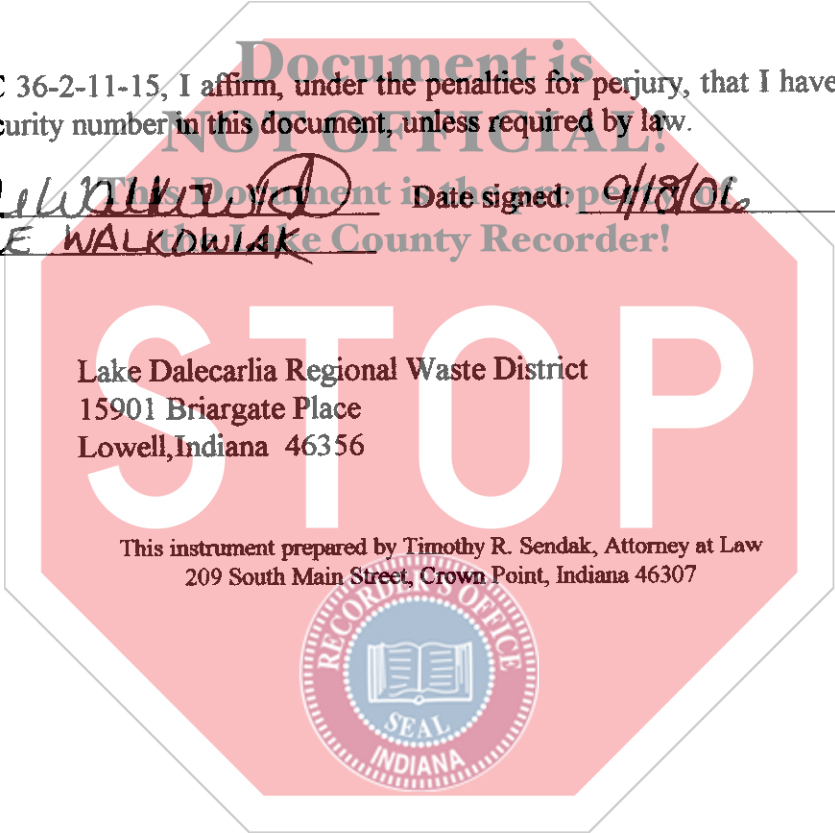 Document is
C 36-2-11-15, I affirm, under the penalties for perjury, that I have
curity number in this document, unless required by law.
NOT OFFICIAL!
This Document is the property of
Walkowiak Date signed: 9/18/06
E WALKOWIAK
the Lake County Recorder!
STOP
Lake Dalecarlia Regional Waste District
15901 Briargate Place
Lowell,Indiana 46356
This instrument prepared by Timothy R. Sendak, Attorney at Law
209 South Main Street, Crown Point, Indiana 46307
RECORDER'S OFFICE
SEAL
INDIANA